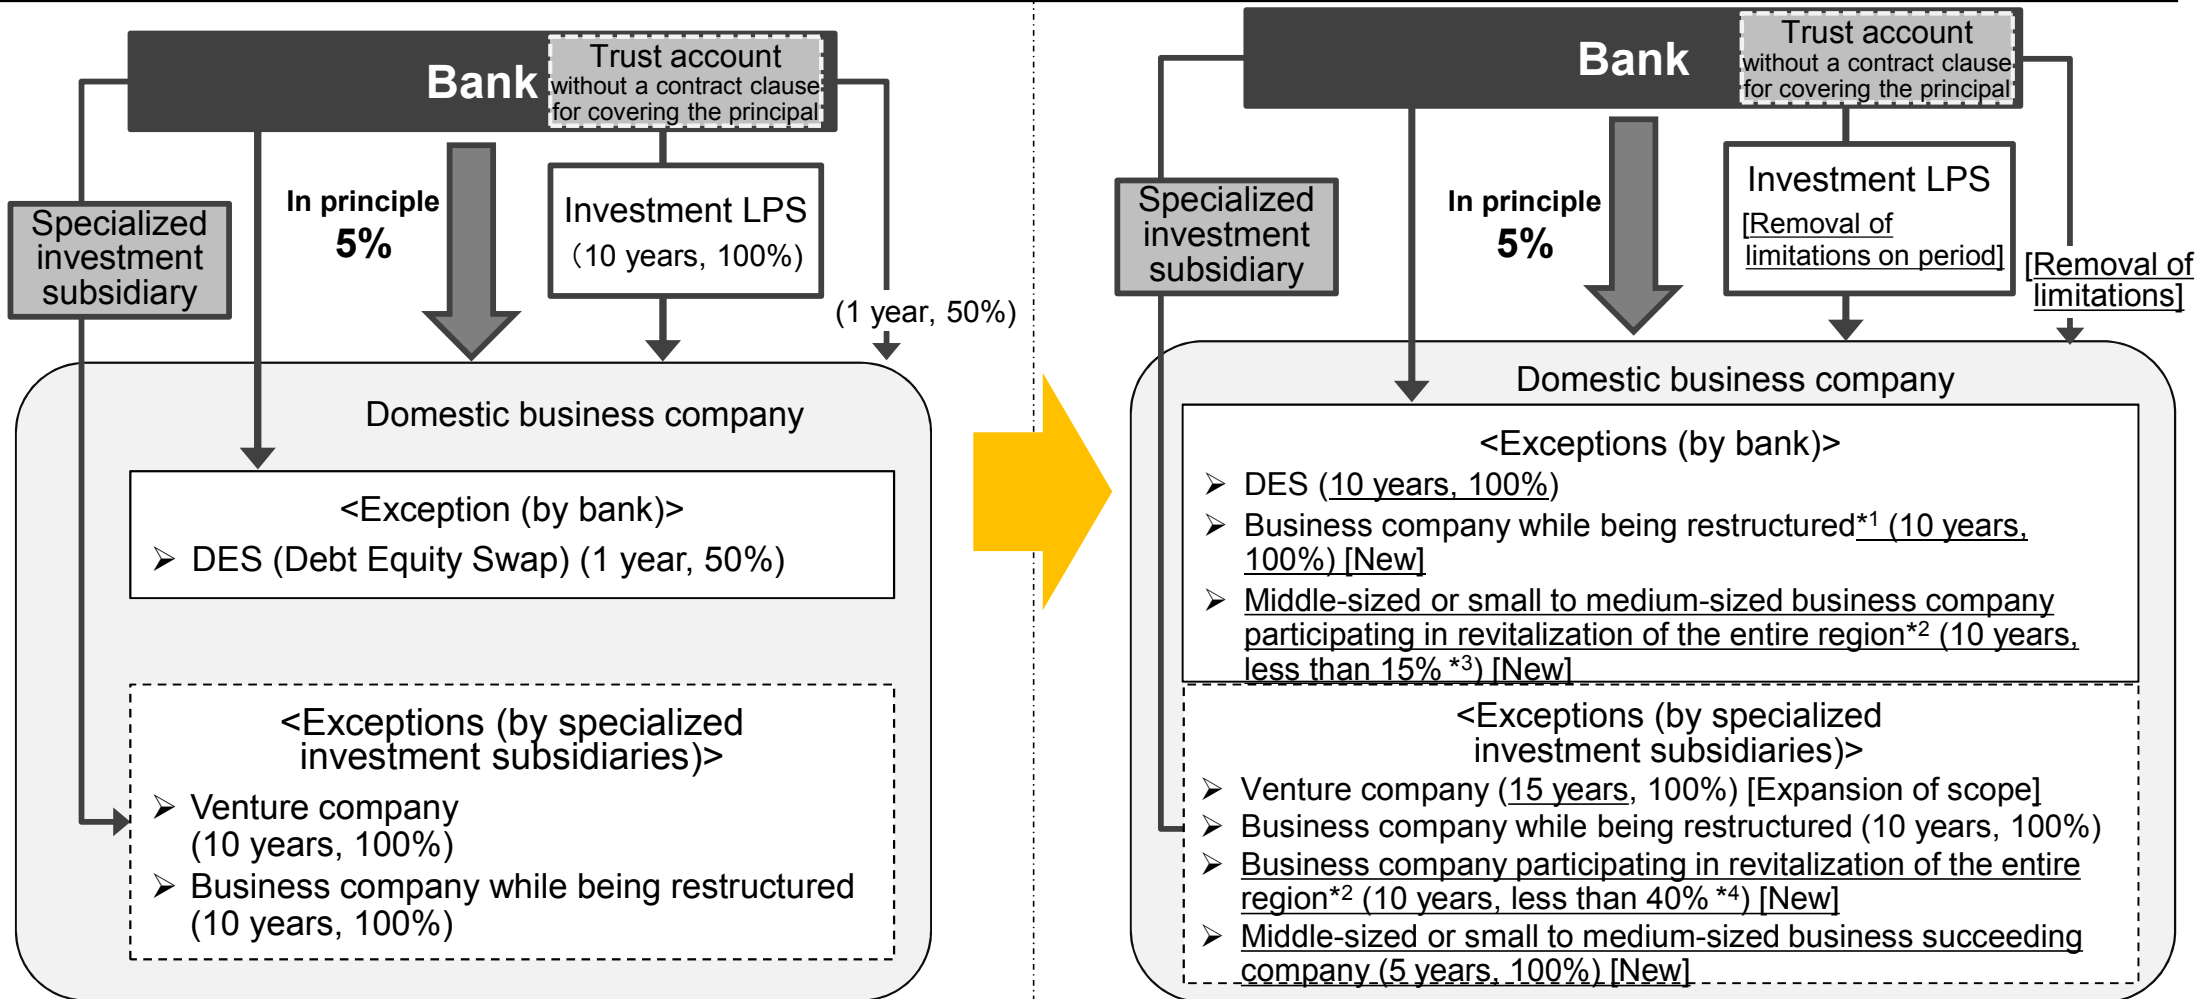 Bank
Trust account
without a contract clause
for covering the principal
Specialized
investment
subsidiary
In principle
5%
Investment LPS
(10 years, 100%)
(1 year, 50%)
Domestic business company
<Exception (by bank)>
➢ DES (Debt Equity Swap) (1 year, 50%)
<Exceptions (by specialized
investment subsidiaries)>
➢ Venture company
(10 years, 100%)
➢ Business company while being restructured
(10 years, 100%)
Bank
Trust account
without a contract clause
for covering the principal
Specialized
investment
subsidiary
In principle
5%
Investment LPS
[Removal of
limitations on period]
[Removal of
limitations]
Domestic business company
<Exceptions (by bank)>
➢ DES (10 years, 100%)
➢ Business company while being restructured*1 (10 years,
100%) [New]
➢ Middle-sized or small to medium-sized business company
participating in revitalization of the entire region*2 (10 years,
less than 15% *3) [New]
<Exceptions (by specialized
investment subsidiaries)>
➢ Venture company (15 years, 100%) [Expansion of scope]
➢ Business company while being restructured (10 years, 100%)
➢ Business company participating in revitalization of the entire
region*2 (10 years, less than 40% *4) [New]
➢ Middle-sized or small to medium-sized business succeeding
company (5 years, 100%) [New]